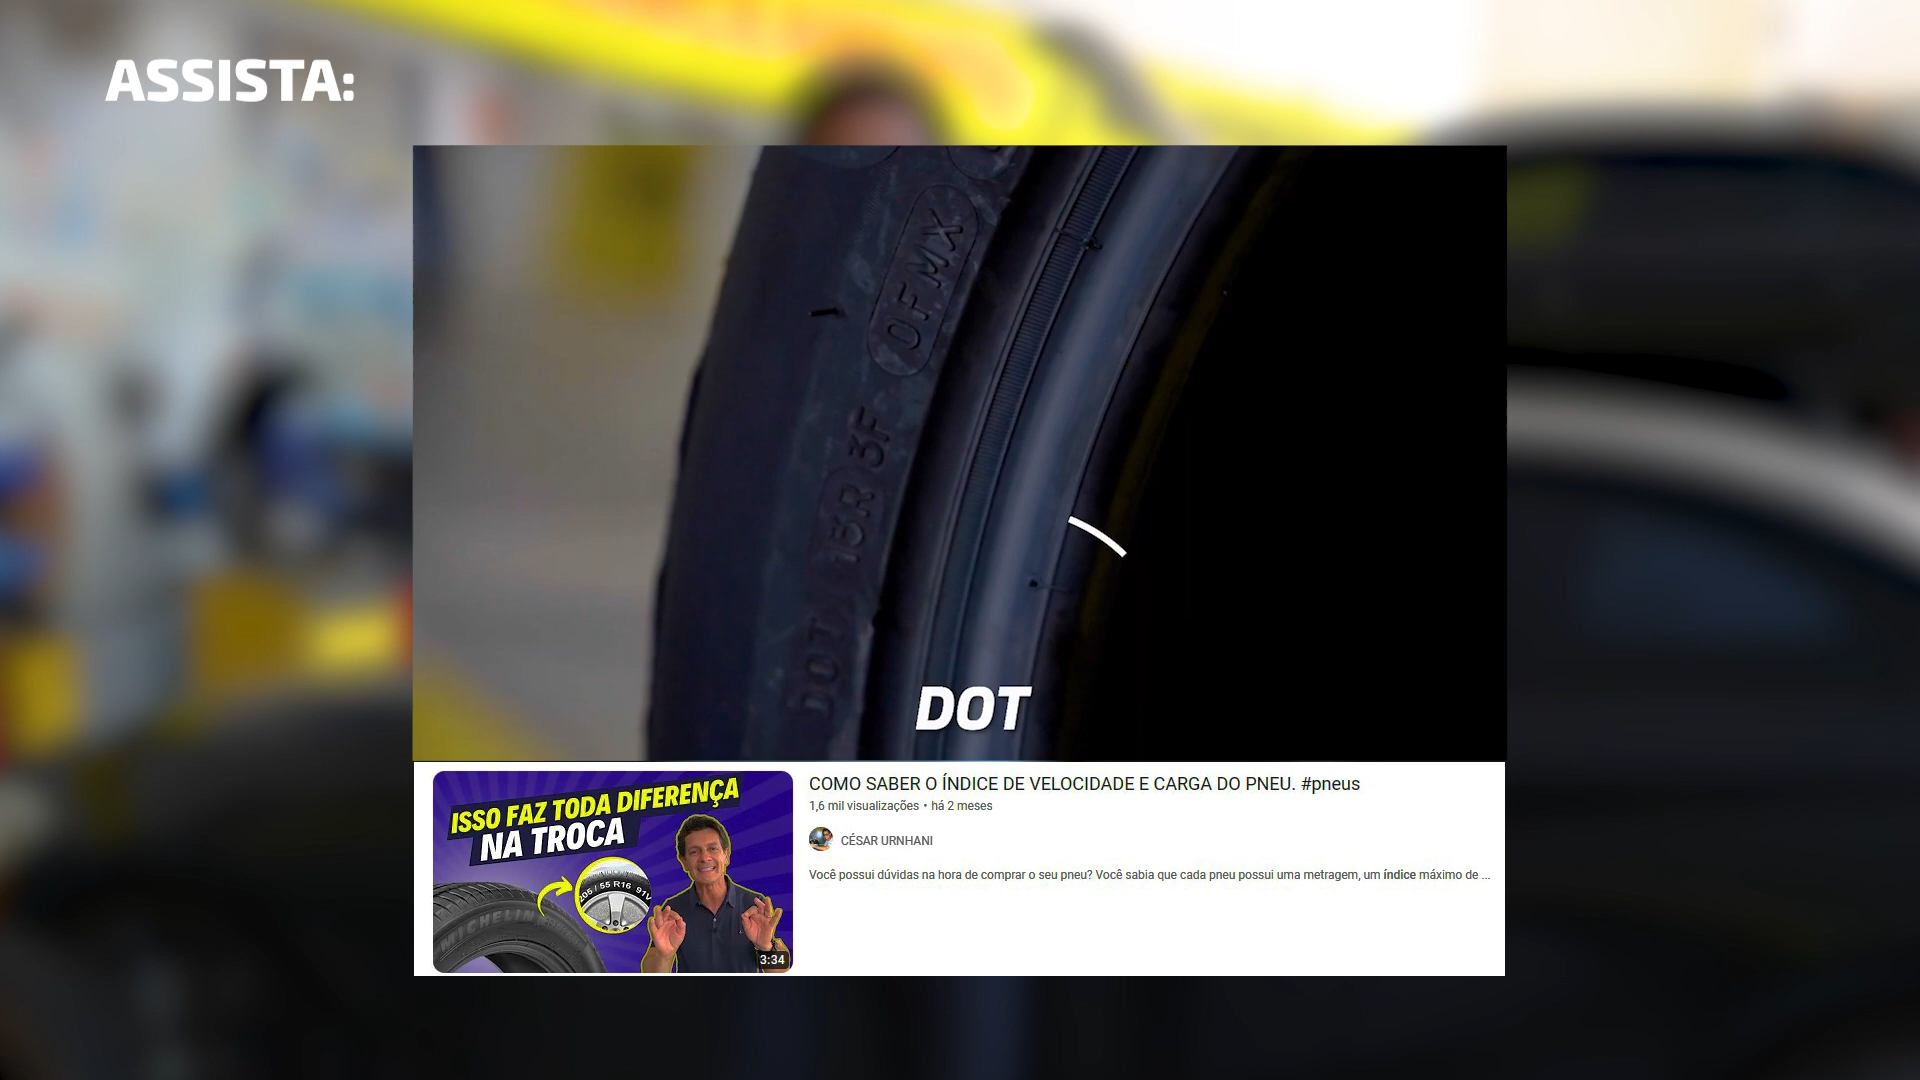 ASSISTA:
0FMX
DOT 1BR 3F
DOT
ISSO FAZ TODA DIFERENÇA
NA TROCA
205 / 55 R16 91V
MICHELIN
3:34
COMO SABER O ÍNDICE DE VELOCIDADE E CARGA DO PNEU. #pneus
1,6 mil visualizações • há 2 meses
CÉSAR URNHANI
Você possui dúvidas na hora de comprar o seu pneu? Você sabia que cada pneu possui uma metragem, um índice máximo de ...